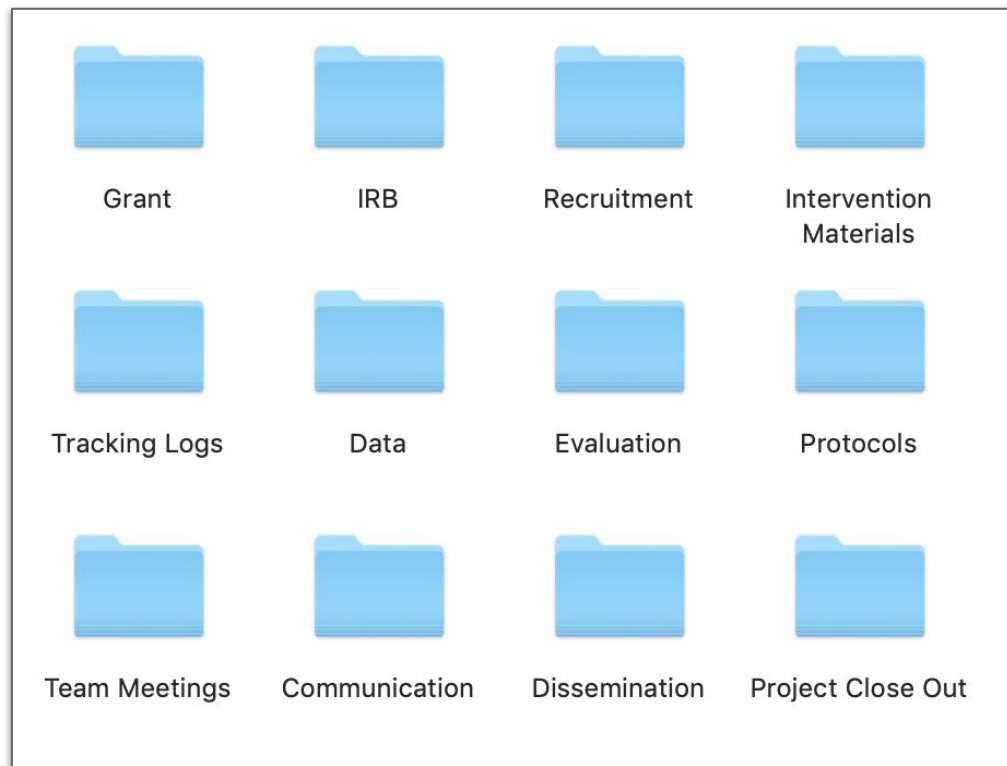 Grant
IRB
Recruitment
Intervention
Materials
Tracking Logs
Data
Evaluation
Protocols
Team Meetings
Communication
Dissemination
Project Close Out